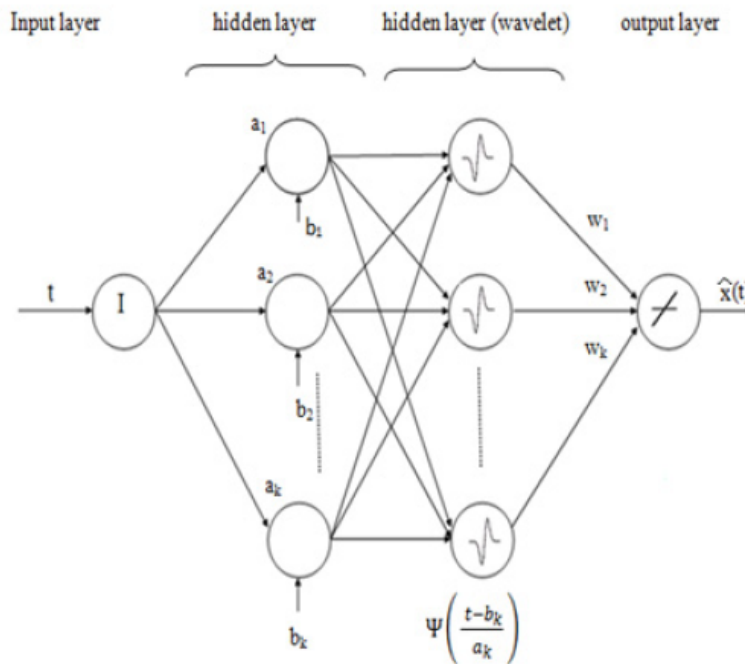 Input layer hidden layer hidden layer (wavelet) output layer
a₁
b₁
w₁
t I a₂ w₂ x̂(t)
b₂
wₖ
aₖ
bₖ
Ψ((t−bₖ)/aₖ)